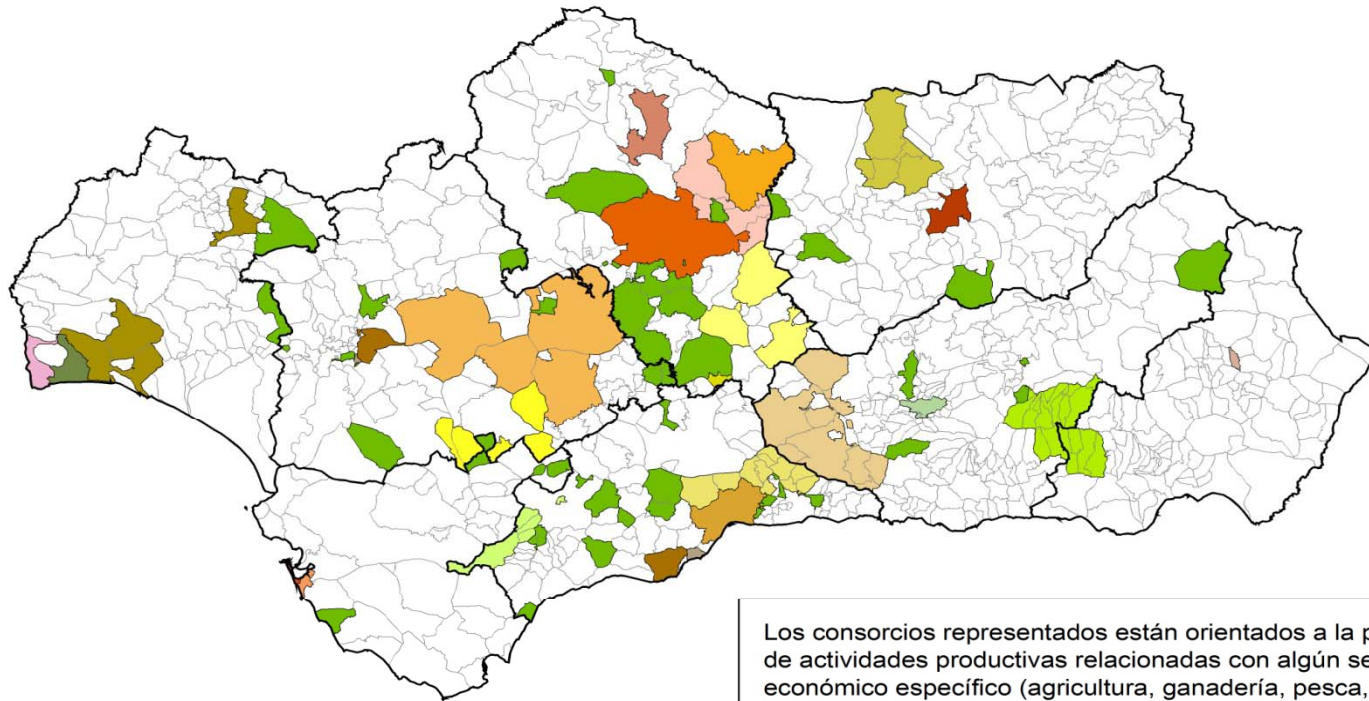 Los consorcios representados están orientados a la p
de actividades productivas relacionadas con algún se
económico específico (agricultura, ganadería, pesca,